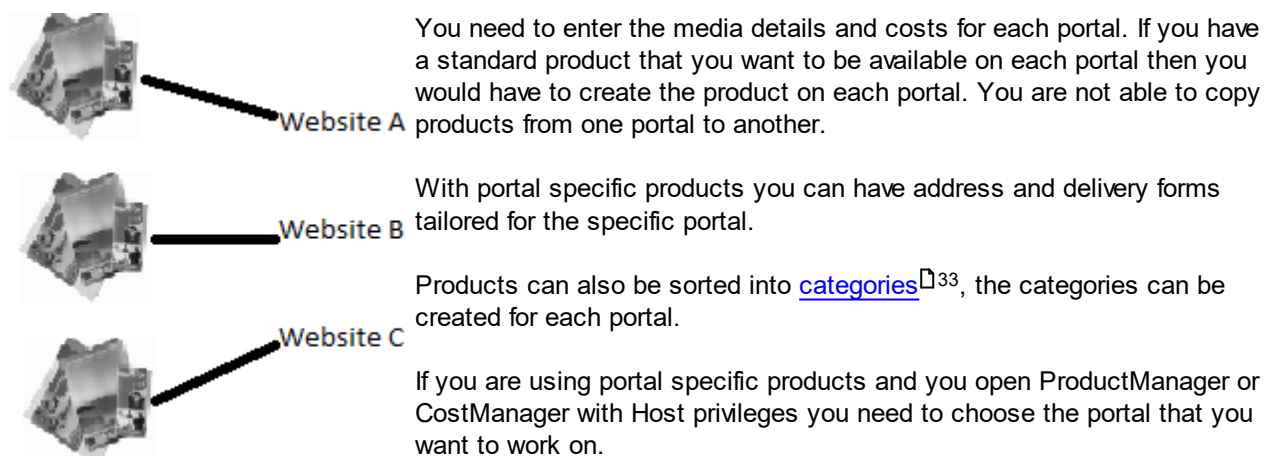 You need to enter the media details and costs for each portal. If you have
a standard product that you want to be available on each portal then you
would have to create the product on each portal. You are not able to copy
products from one portal to another.
Website A
With portal specific products you can have address and delivery forms
tailored for the specific portal.
Website B
Products can also be sorted into categories 33, the categories can be
created for each portal.
Website C
If you are using portal specific products and you open ProductManager or
CostManager with Host privileges you need to choose the portal that you
want to work on.